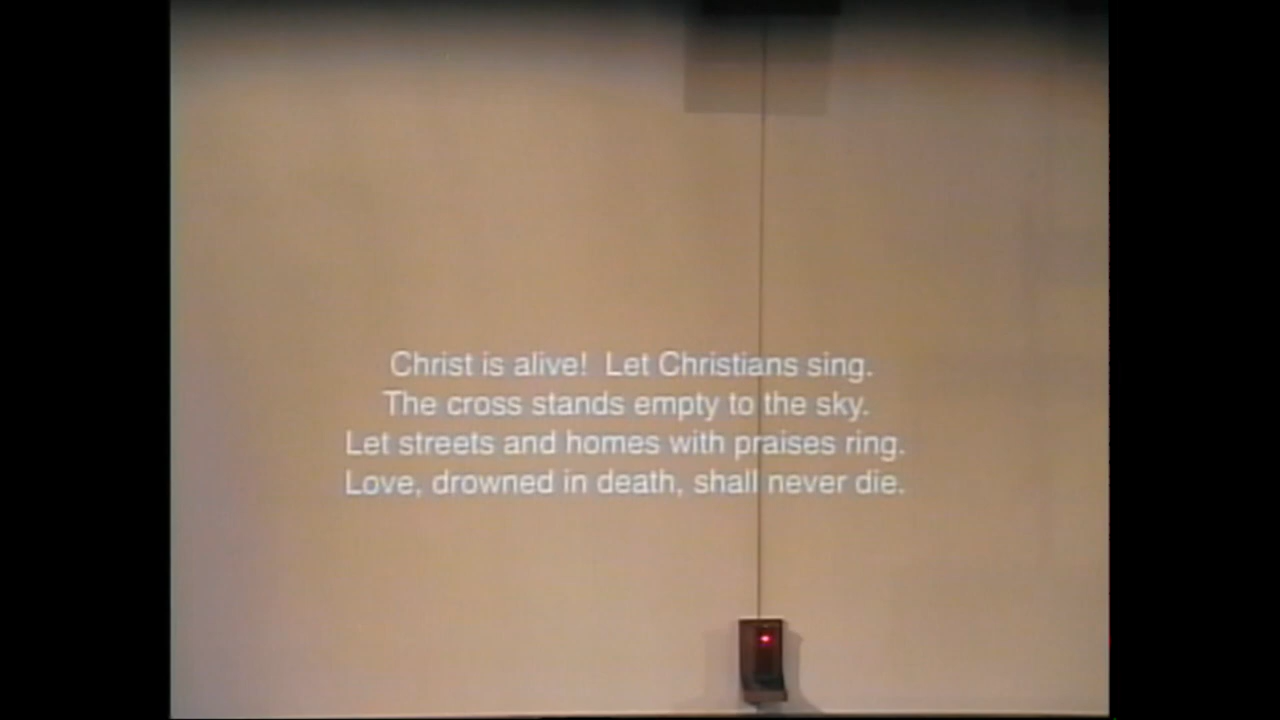 Christ is alive!  Let Christians sing.
The cross stands empty to the sky.
Let streets and homes with praises ring.
Love, drowned in death, shall never die.